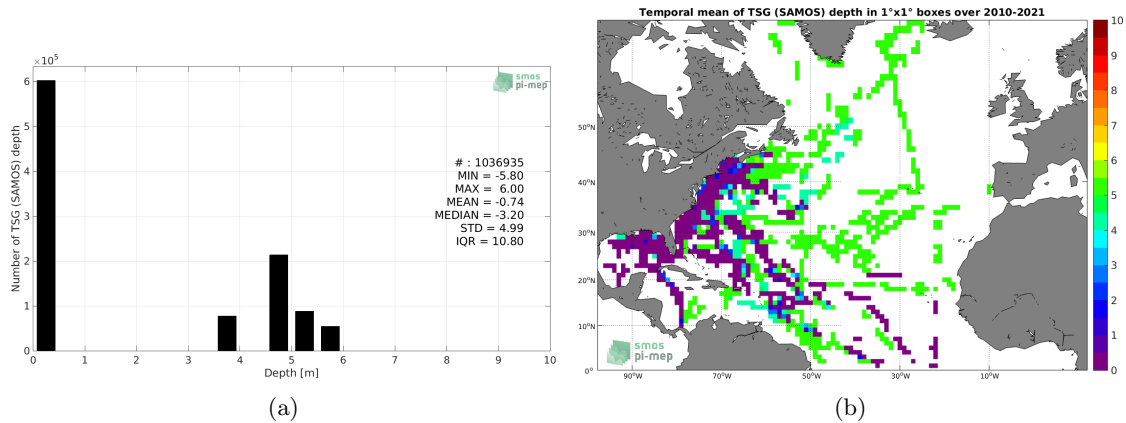 ×10⁵
7
6
5
4
3
2
1
0
Number of TSG (SAMOS) depth
smos
pi-mep
# : 1036935
MIN = -5.80
MAX = 6.00
MEAN = -0.74
MEDIAN = -3.20
STD = 4.99
IQR = 10.80
0 1 2 3 4 5 6 7 8 9 10
Depth [m]
(a)
Temporal mean of TSG (SAMOS) depth in 1°x1° boxes over 2010-2021
50°N
40°N
30°N
20°N
10°N
0°
90°W 70°W 50°W 30°W 10°W
smos
pi-mep
10
9
8
7
6
5
4
3
2
1
0
(b)